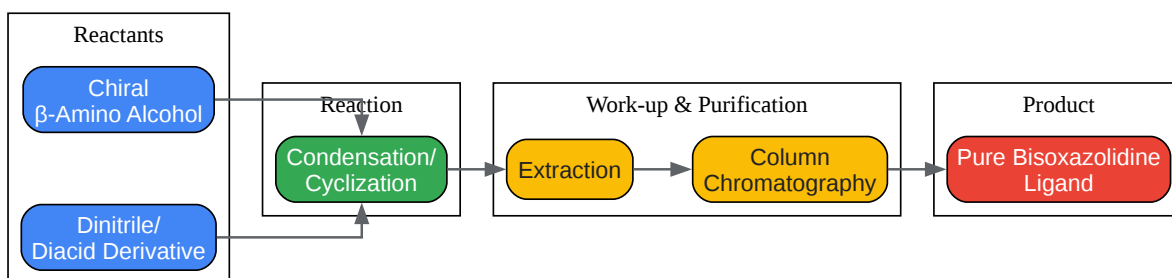 Reactants
Chiral
β-Amino Alcohol
Dinitrile/
Diacid Derivative
Reaction
Condensation/
Cyclization
Work-up & Purification
Extraction
Column
Chromatography
Product
Pure Bisoxazolidine
Ligand